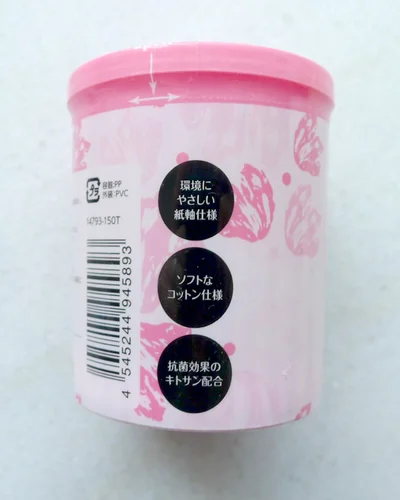 プラ
容器:PP
外装:PVC
14793-150T
4 545244 945893
環境に
やさしい
紙軸仕様
ソフトな
コットン仕様
抗菌効果の
キトサン配合